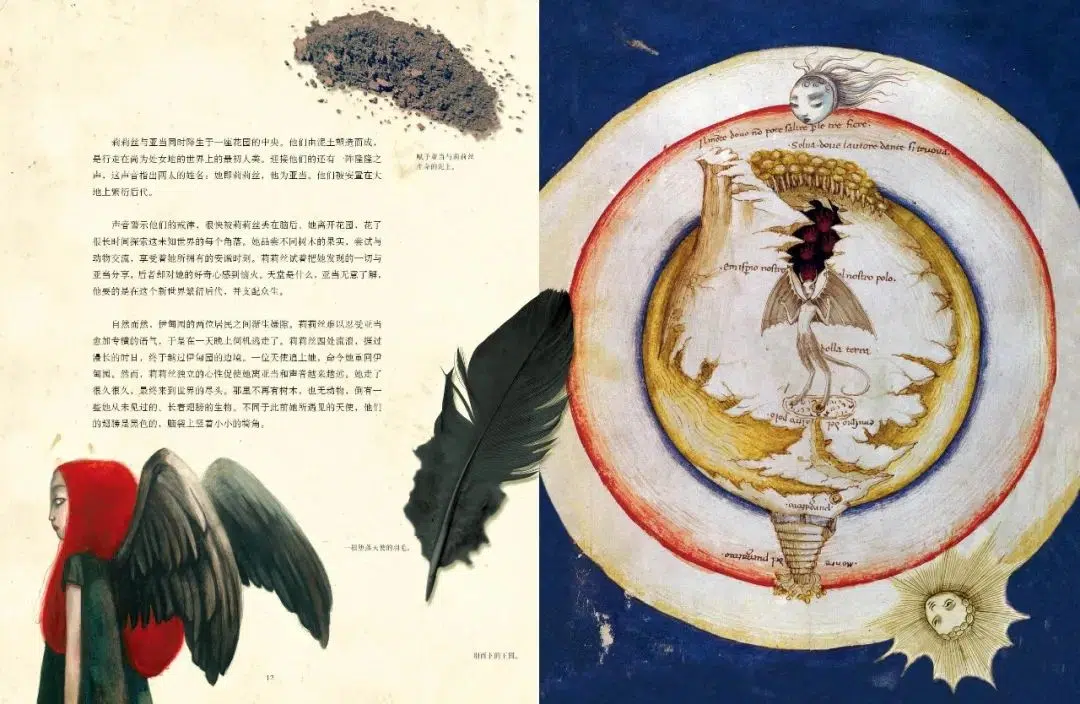 莉莉丝与亚当同时降生于一座花园的中央。他们由泥土塑造而成，
是行走在尚为处女地的世界上的最初人类。迎接他们的还有一阵隆隆之
声，这声音指出两人的姓名：她即莉莉丝，他为亚当。他们被安置在大
地上繁衍后代。
声音警示他们的戒律，很快被莉莉丝丢在脑后。她离开花园，花了
很长时间探索这未知世界的每个角落。她品尝不同树木的果实，尝试与
动物交流，享受着她所拥有的安谧时刻。莉莉丝试着把她发现的一切与
亚当分享，后者却对她的好奇心感到恼火。天堂是什么，亚当无意了解，
他要的是在这个新世界繁衍后代，并支配众生。
自然而然，伊甸园的两位居民之间渐生嫌隙。莉莉丝难以忍受亚当
愈加专横的语气，于是在一天晚上伺机逃走了。莉莉丝四处流浪，挨过
漫长的时日，终于越过伊甸园的边境。一位天使追上她，命令她重回伊
甸园。然而，莉莉丝独立的心性促使她离亚当和声音越来越远。她走了
很久很久，最终来到世界的尽头。那里不再有树木，也无动物，倒有一
些她从未见过的、长着翅膀的生物。不同于此前她所遇见的天使，他们
的翅膀是黑色的，脑袋上竖着小小的犄角。
赋予亚当与莉莉丝
生命的泥土。
一根堕落天使的羽毛。
撒旦的王国。
12
Selva doue lautore dante si truoua.
emisperio nostro
del nostro polo.
della terra